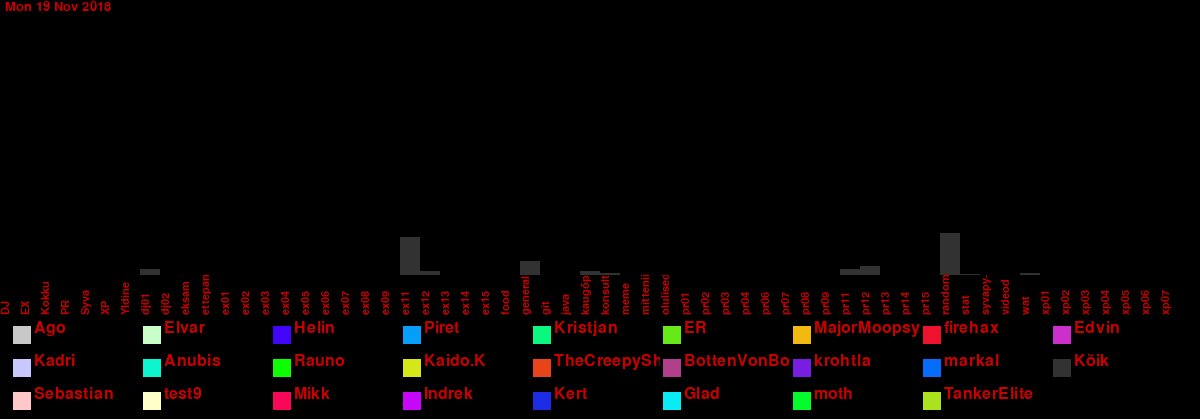 Mon 19 Nov 2018
DJ
EX
Kokku
PR
Syva
XP
Yldine
dj01
dj02
eksam
ettepan
ex01
ex02
ex03
ex04
ex05
ex06
ex07
ex08
ex09
ex11
ex12
ex13
ex14
ex15
food
general
git
java
kaugõp
konsult
meme
mitteni
olulised
pr01
pr02
pr03
pr04
pr06
pr07
pr08
pr09
pr11
pr12
pr13
pr14
pr15
random
stat
syvapy-
videod
wat
xp01
xp02
xp03
xp04
xp05
xp06
xp07
Ago Elvar Helin Piret Kristjan ER MajorMoopsy firehax Edvin
Kadri Anubis Rauno Kaido.K TheCreepySh BottenVonBo krohtla markal Kõik
Sebastian test9 Mikk Indrek Kert Glad moth TankerElite